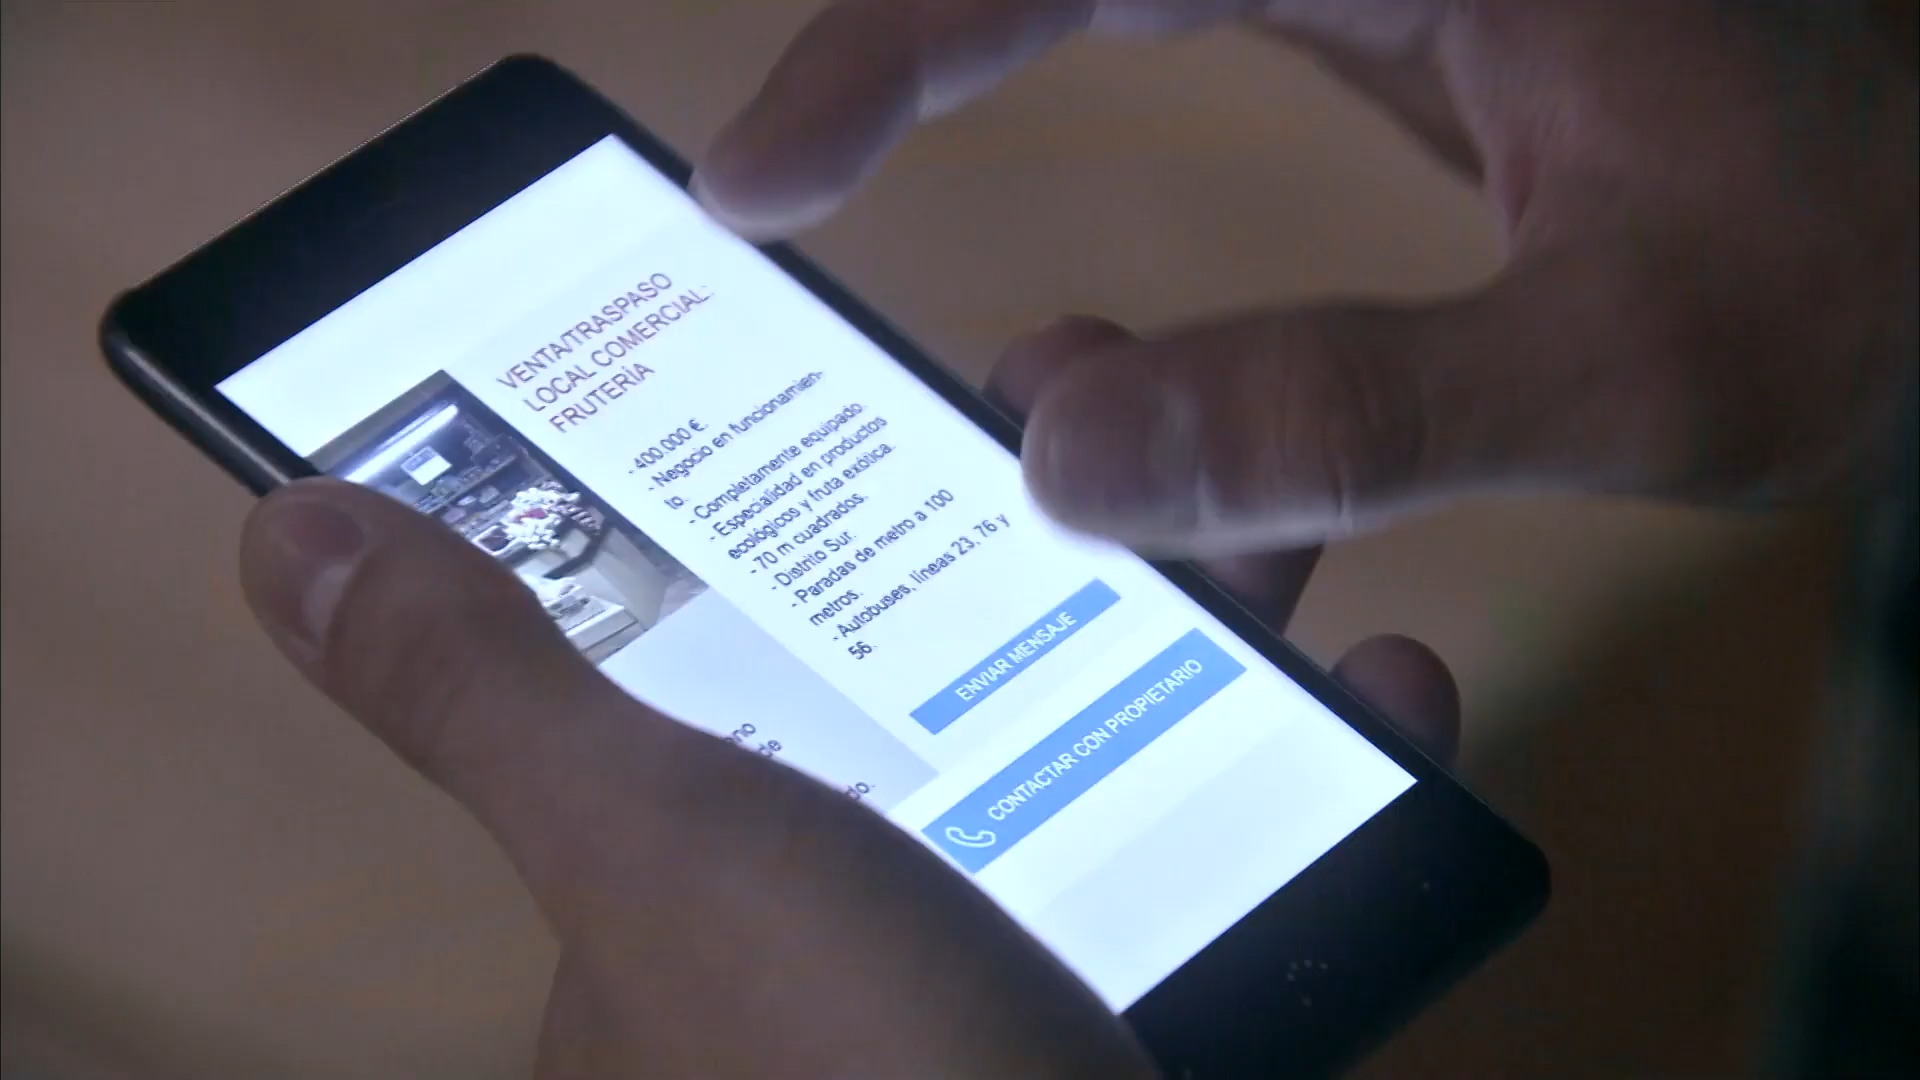 VENTA/TRASPASO
LOCAL COMERCIAL:
FRUTERÍA
- 400.000 €.
- Negocio en funcionamien-
to.
- Completamente equipado.
- Especialidad en productos
ecológicos y fruta exótica.
- 70 m cuadrados.
- Distrito Sur.
- Paradas de metro a 100
metros.
- Autobuses, líneas 23, 76 y
56.
ENVIAR MENSAJE
CONTACTAR CON PROPIETARIO
de